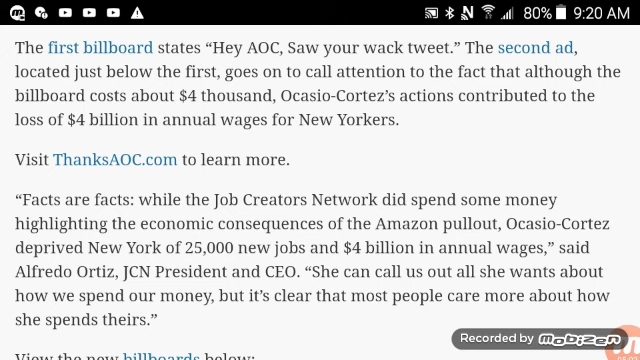 80% 9:20 AM
The first billboard states “Hey AOC, Saw your wack tweet.” The second ad,
located just below the first, goes on to call attention to the fact that although the
billboard costs about $4 thousand, Ocasio-Cortez’s actions contributed to the
loss of $4 billion in annual wages for New Yorkers.
Visit ThanksAOC.com to learn more.
“Facts are facts: while the Job Creators Network did spend some money
highlighting the economic consequences of the Amazon pullout, Ocasio-Cortez
deprived New York of 25,000 new jobs and $4 billion in annual wages,” said
Alfredo Ortiz, JCN President and CEO. “She can call us out all she wants about
how we spend our money, but it’s clear that most people care more about how
she spends theirs.”
Recorded by mobizen
View the new billboards below: